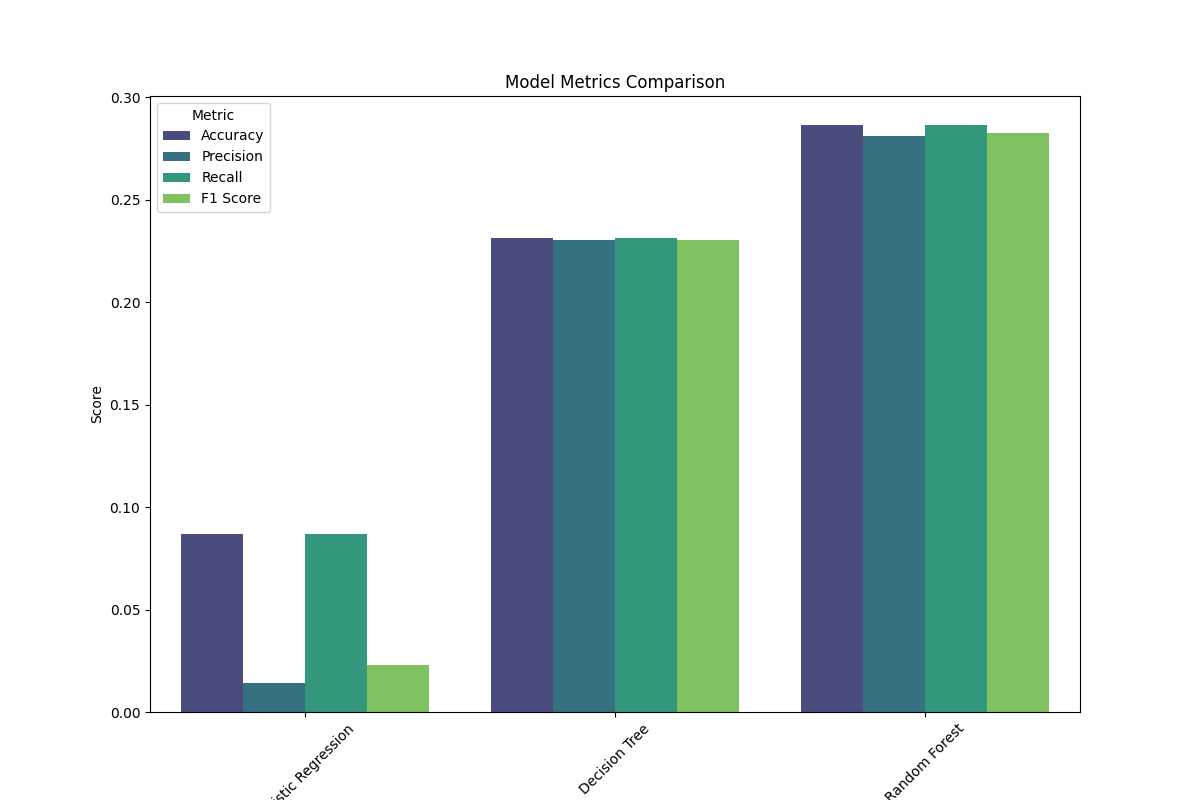 Model Metrics Comparison
Metric
Accuracy
Precision
Recall
F1 Score
0.30
0.25
0.20
0.15
0.10
0.05
0.00
Score
istic Regression
Decision Tree
Random Forest